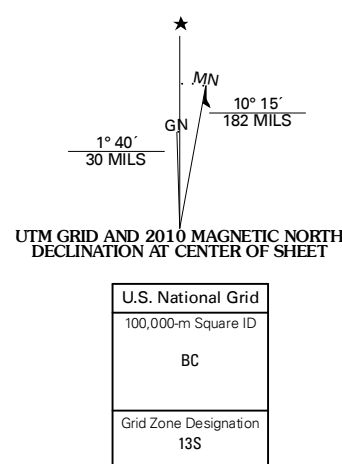 MN
GN
10° 15´
182 MILS
1° 40´
30 MILS
UTM GRID AND 2010 MAGNETIC NORTH
DECLINATION AT CENTER OF SHEET
U.S. National Grid
100,000-m Square ID
BC
Grid Zone Designation
13S